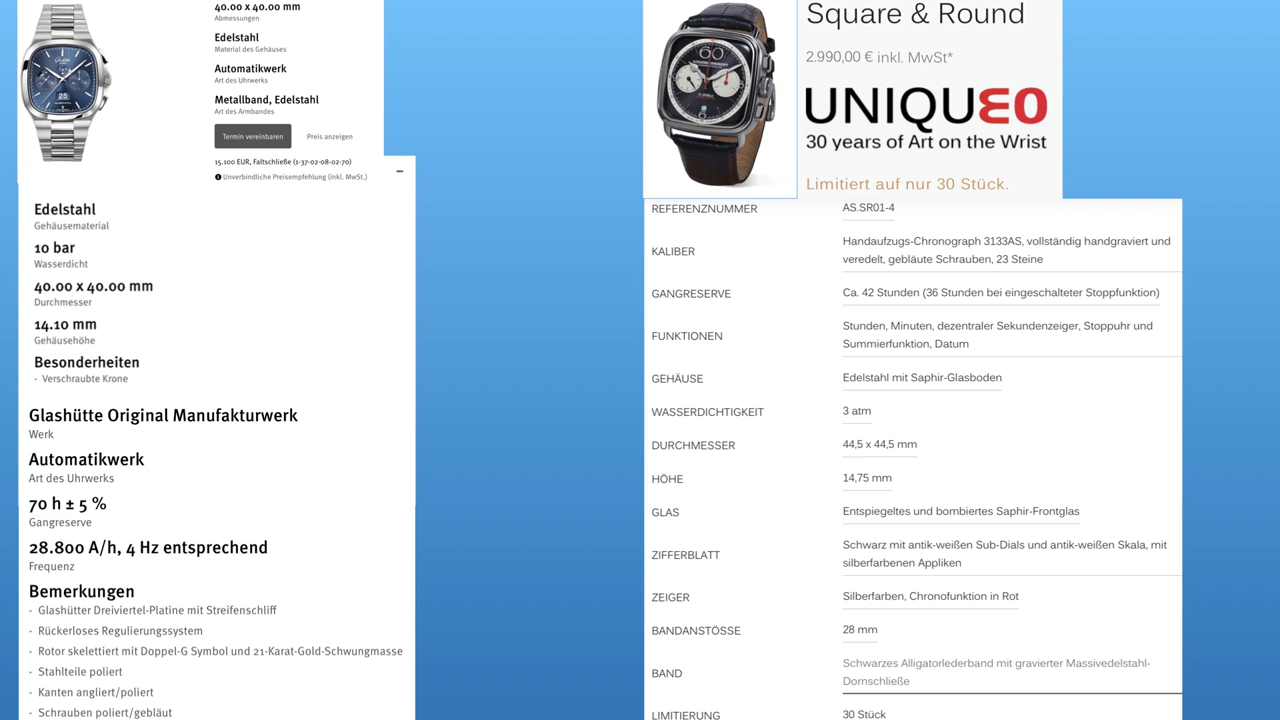 40.00 x 40.00 mm
Abmessungen
Edelstahl
Material des Gehäuses
Automatikwerk
Art des Uhrwerks
Metallband, Edelstahl
Art des Armbandes
Termin vereinbaren
Preis anzeigen
15.100 EUR, Faltschließe (1-37-02-08-02-70)
Unverbindliche Preisempfehlung (inkl. MwSt.)
25
Edelstahl
Gehäusematerial
10 bar
Wasserdicht
40.00 x 40.00 mm
Durchmesser
14.10 mm
Gehäusehöhe
Besonderheiten
- Verschraubte Krone
Glashütte Original Manufakturwerk
Werk
Automatikwerk
Art des Uhrwerks
70 h ± 5 %
Gangreserve
28.800 A/h, 4 Hz entsprechend
Frequenz
Bemerkungen
- Glashütter Dreiviertel-Platine mit Streifenschliff
- Rückerloses Regulierungssystem
- Rotor skelettiert mit Doppel-G Symbol und 21-Karat-Gold-Schwungmasse
- Stahlteile poliert
- Kanten angliert/poliert
- Schrauben poliert/gebläut
60
Square & Round
2.990,00 € inkl. MwSt*
UNIQUE30
30 years of Art on the Wrist
Limitiert auf nur 30 Stück.
REFERENZNUMMER AS.SR01-4
KALIBER Handaufzugs-Chronograph 3133AS, vollständig handgraviert und
veredelt, gebläute Schrauben, 23 Steine
GANGRESERVE Ca. 42 Stunden (36 Stunden bei eingeschalteter Stoppfunktion)
FUNKTIONEN Stunden, Minuten, dezentraler Sekundenzeiger, Stoppuhr und
Summierfunktion, Datum
GEHÄUSE Edelstahl mit Saphir-Glasboden
WASSERDICHTIGKEIT 3 atm
DURCHMESSER 44,5 x 44,5 mm
HÖHE 14,75 mm
GLAS Entspiegeltes und bombiertes Saphir-Frontglas
ZIFFERBLATT Schwarz mit antik-weißen Sub-Dials und antik-weißen Skala, mit
silberfarbenen Appliken
ZEIGER Silberfarben, Chronofunktion in Rot
BANDANSTÖSSE 28 mm
BAND Schwarzes Alligatorlederband mit gravierter Massivedelstahl-
Dornschließe
LIMITIERUNG 30 Stück